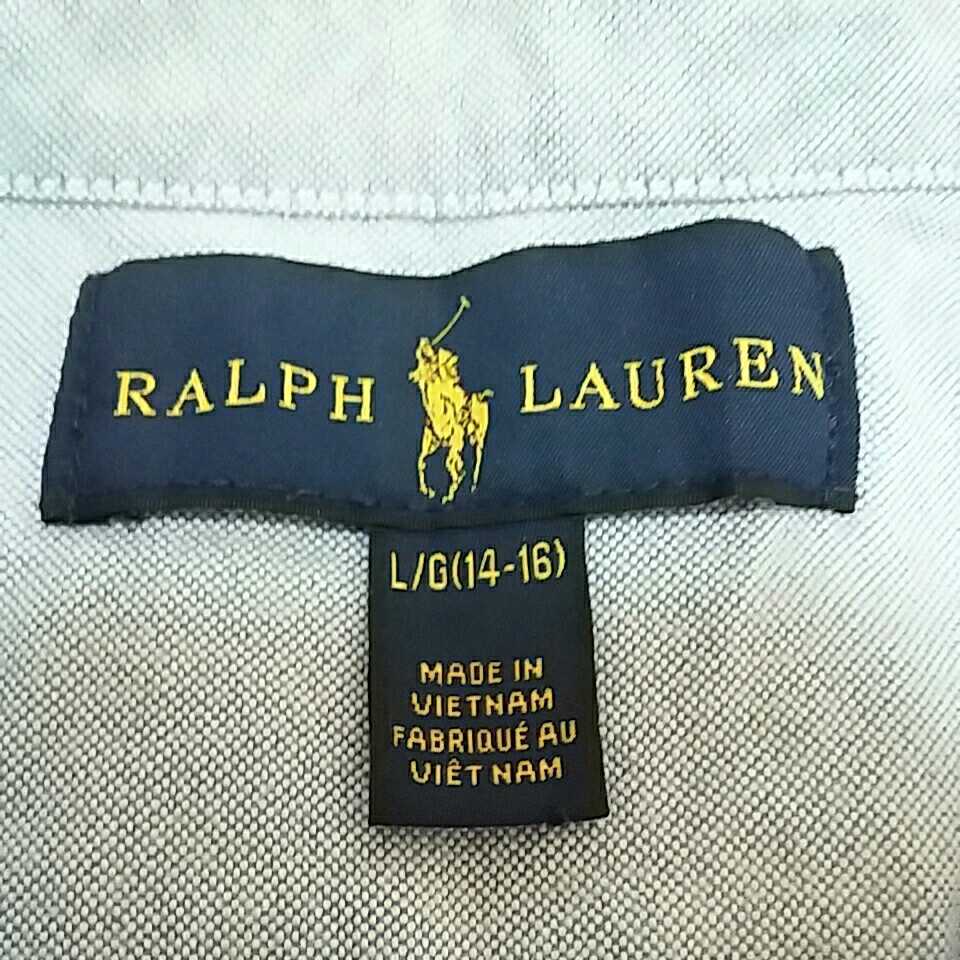 RALPH LAUREN
L/G(14-16)
MADE IN
VIETNAM
FABRIQUÉ AU
VIÊT NAM